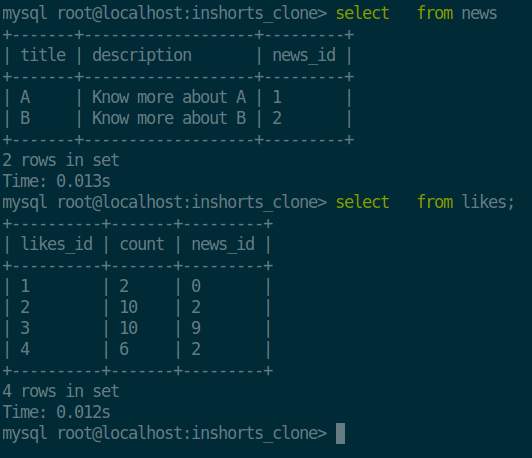 mysql root@localhost:inshorts_clone> select   from news
+-------+-------------------+---------+
| title | description       | news_id |
+-------+-------------------+---------+
| A     | Know more about A | 1       |
| B     | Know more about B | 2       |
+-------+-------------------+---------+
2 rows in set
Time: 0.013s
mysql root@localhost:inshorts_clone> select   from likes;
+----------+-------+---------+
| likes_id | count | news_id |
+----------+-------+---------+
| 1        | 2     | 0       |
| 2        | 10    | 2       |
| 3        | 10    | 9       |
| 4        | 6     | 2       |
+----------+-------+---------+
4 rows in set
Time: 0.012s
mysql root@localhost:inshorts_clone>